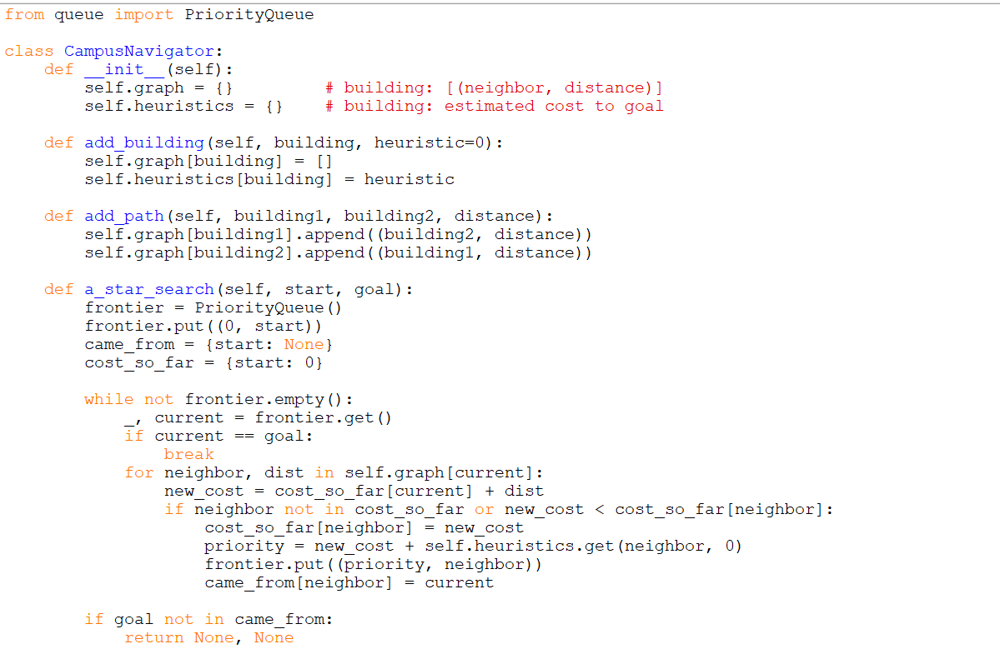 from queue import PriorityQueue

class CampusNavigator:
    def __init__(self):
        self.graph = {}         # building: [(neighbor, distance)]
        self.heuristics = {}    # building: estimated cost to goal

    def add_building(self, building, heuristic=0):
        self.graph[building] = []
        self.heuristics[building] = heuristic

    def add_path(self, building1, building2, distance):
        self.graph[building1].append((building2, distance))
        self.graph[building2].append((building1, distance))

    def a_star_search(self, start, goal):
        frontier = PriorityQueue()
        frontier.put((0, start))
        came_from = {start: None}
        cost_so_far = {start: 0}

        while not frontier.empty():
            _, current = frontier.get()
            if current == goal:
                break
            for neighbor, dist in self.graph[current]:
                new_cost = cost_so_far[current] + dist
                if neighbor not in cost_so_far or new_cost < cost_so_far[neighbor]:
                    cost_so_far[neighbor] = new_cost
                    priority = new_cost + self.heuristics.get(neighbor, 0)
                    frontier.put((priority, neighbor))
                    came_from[neighbor] = current

        if goal not in came_from:
            return None, None